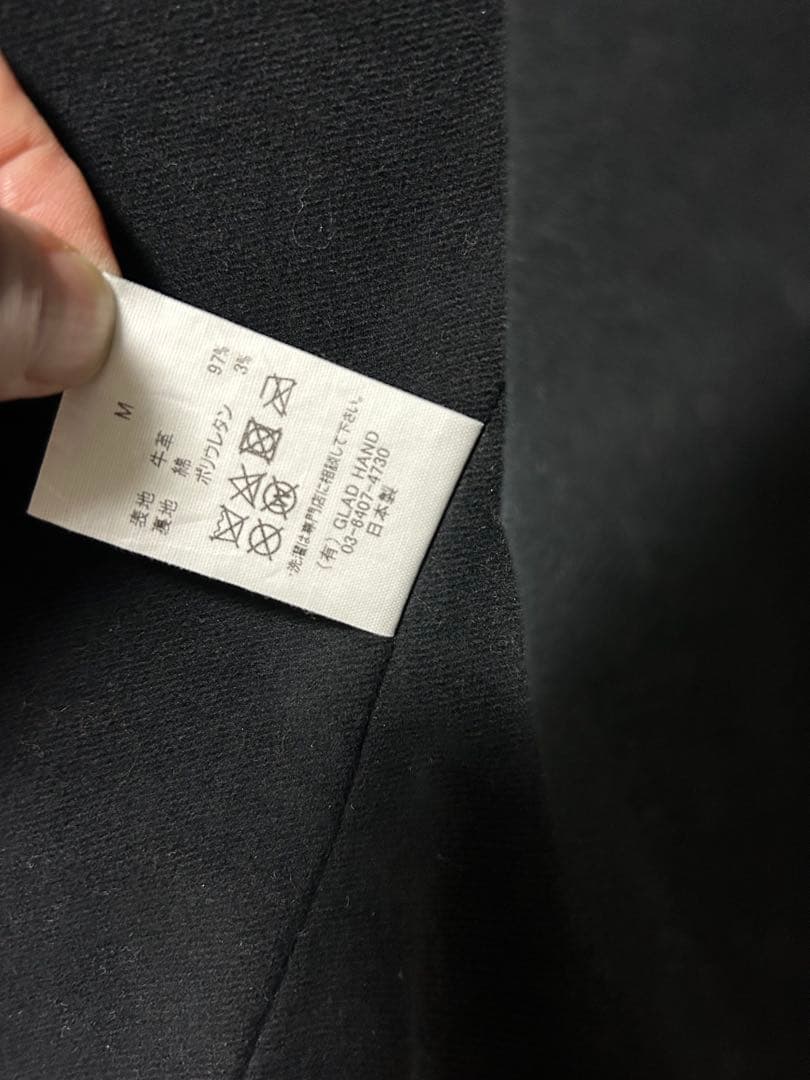 M
表地 牛革
裏地 綿 97%
ポリウレタン 3%
・洗濯は専門店に相談して下さい。
(有) GLAD HAND
03-6407-4730
日本製